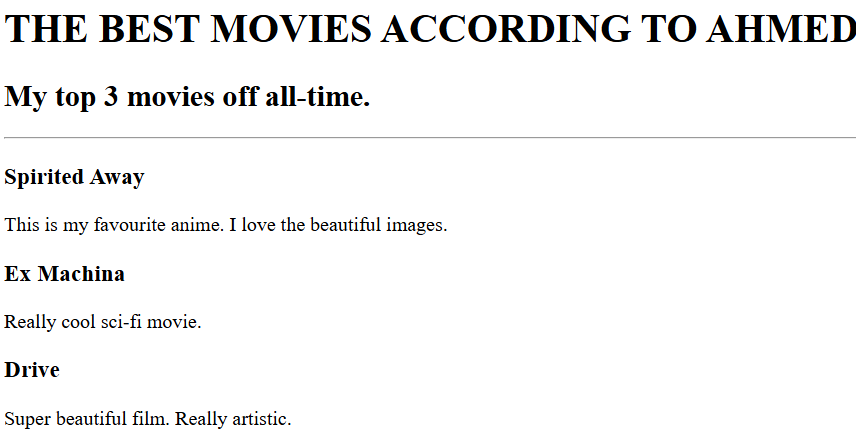 THE BEST MOVIES ACCORDING TO AHMED
My top 3 movies off all-time.
Spirited Away
This is my favourite anime. I love the beautiful images.
Ex Machina
Really cool sci-fi movie.
Drive
Super beautiful film. Really artistic.